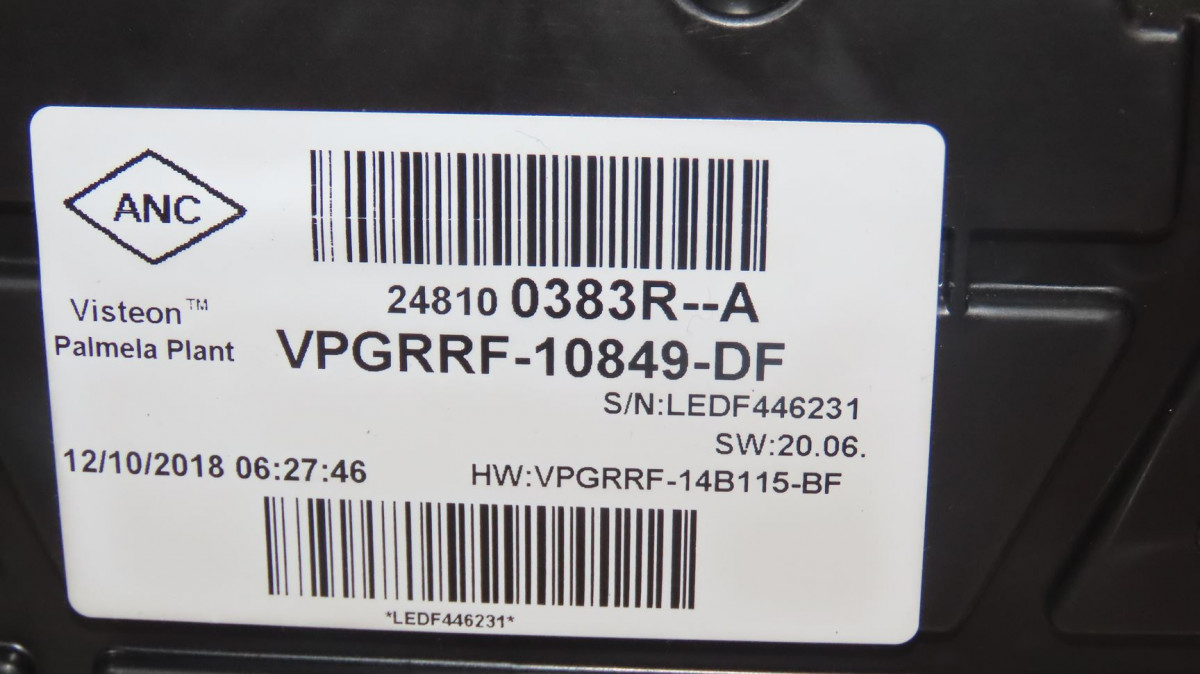 ANC
Visteon™
Palmela Plant
24810 0383R--A
VPGRRF-10849-DF
S/N:LEDF446231
SW:20.06.
12/10/2018 06:27:46
HW:VPGRRF-14B115-BF
*LEDF446231*